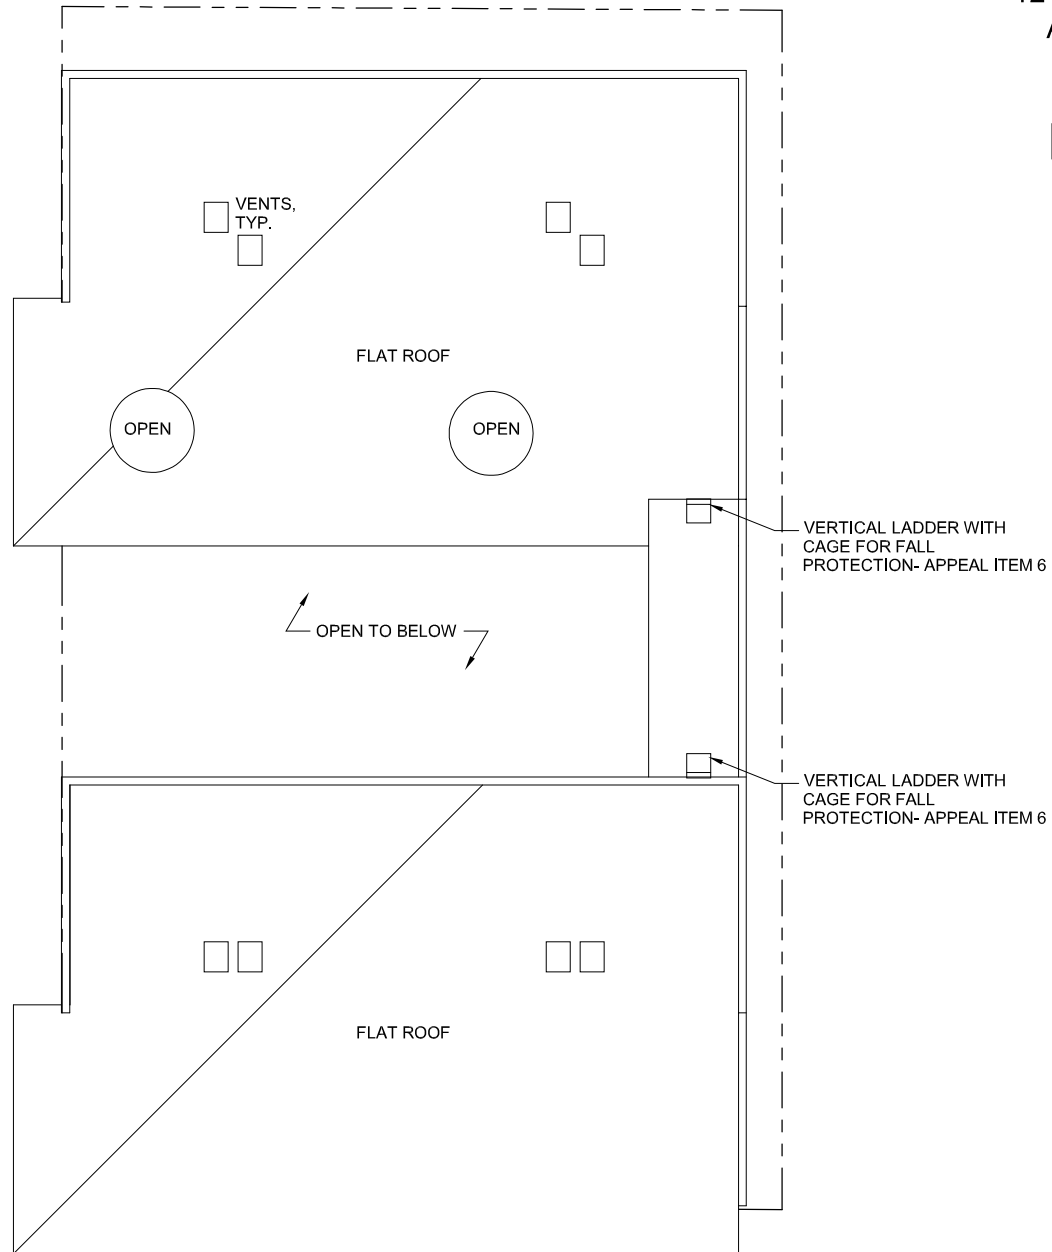 VENTS,
TYP.
FLAT ROOF
OPEN
OPEN
VERTICAL LADDER WITH
CAGE FOR FALL
PROTECTION- APPEAL ITEM 6
OPEN TO BELOW
VERTICAL LADDER WITH
CAGE FOR FALL
PROTECTION- APPEAL ITEM 6
FLAT ROOF